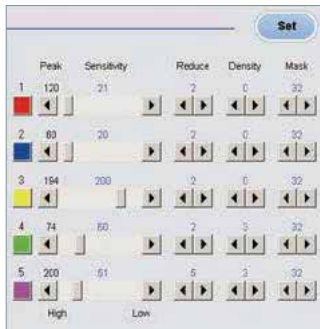 Set
Peak Sensitivity Reduce Density Mask
1 120 21 2 0 32
2 80 20 2 0 32
3 194 200 2 0 32
4 74 60 2 3 32
5 200 51 5 3 32
High Low